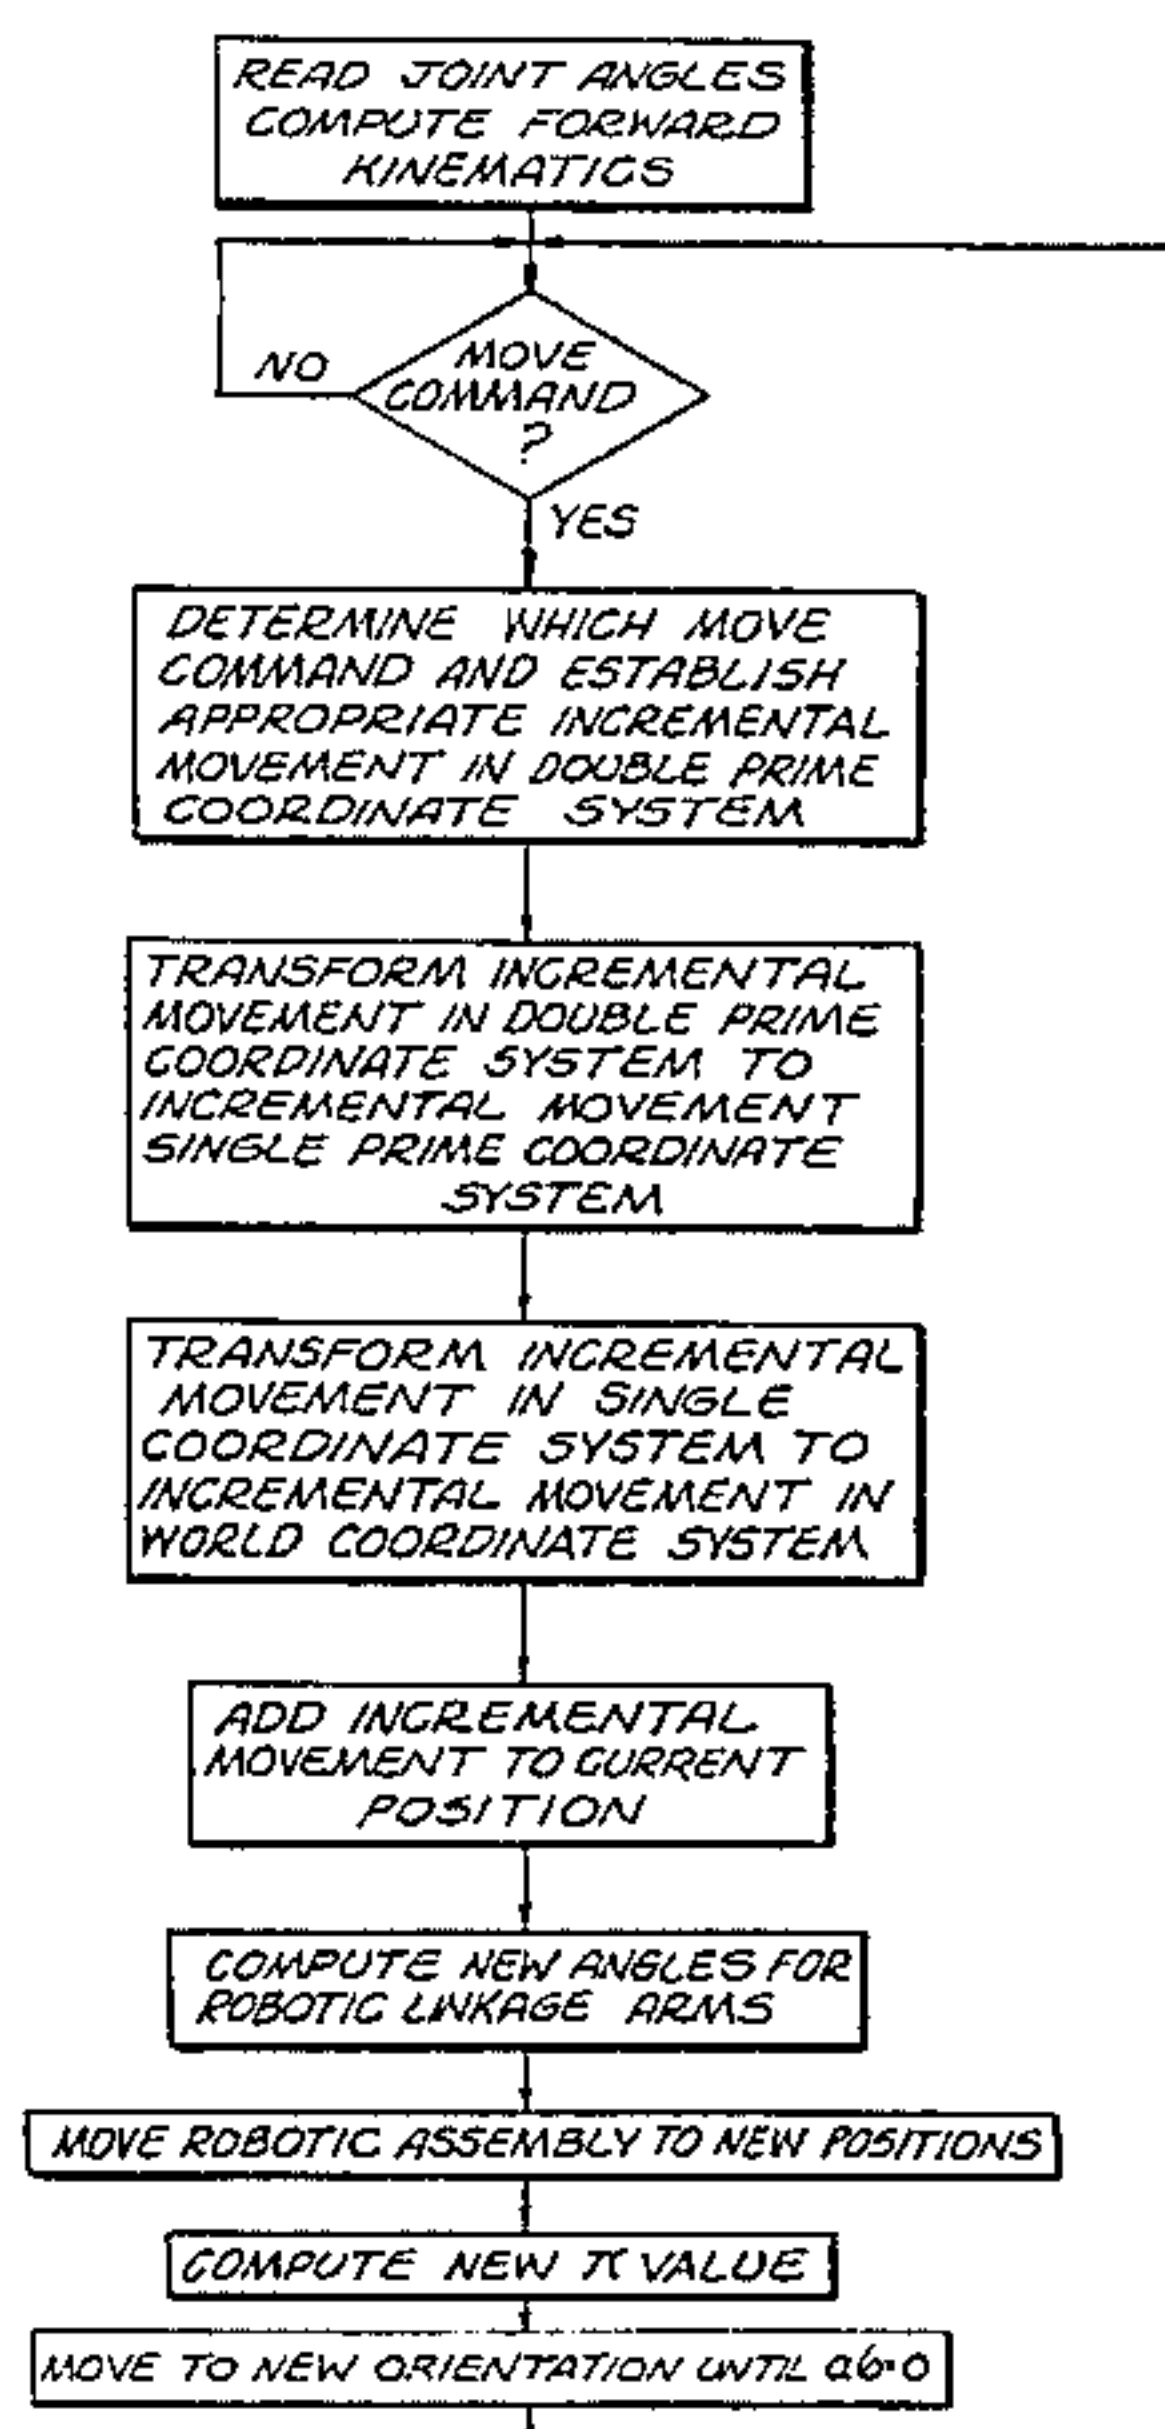 READ JOINT ANGLES
COMPUTE FORWARD
KINEMATICS
MOVE
COMMAND
?
NO
YES
DETERMINE WHICH MOVE
COMMAND AND ESTABLISH
APPROPRIATE INCREMENTAL
MOVEMENT IN DOUBLE PRIME
COORDINATE SYSTEM
TRANSFORM INCREMENTAL
MOVEMENT IN DOUBLE PRIME
COORDINATE SYSTEM TO
INCREMENTAL MOVEMENT
SINGLE PRIME COORDINATE
SYSTEM
TRANSFORM INCREMENTAL
MOVEMENT IN SINGLE
COORDINATE SYSTEM TO
INCREMENTAL MOVEMENT IN
WORLD COORDINATE SYSTEM
ADD INCREMENTAL
MOVEMENT TO CURRENT
POSITION
COMPUTE NEW ANGLES FOR
ROBOTIC LINKAGE ARMS
MOVE ROBOTIC ASSEMBLY TO NEW POSITIONS
COMPUTE NEW π VALUE
MOVE TO NEW ORIENTATION UNTIL